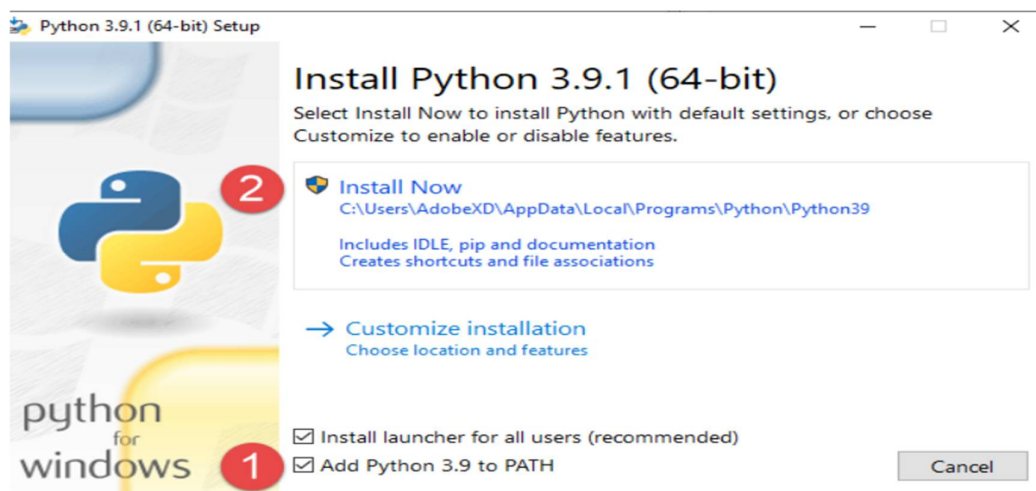 Python 3.9.1 (64-bit) Setup
Install Python 3.9.1 (64-bit)
Select Install Now to install Python with default settings, or choose
Customize to enable or disable features.
2
Install Now
C:\Users\AdobeXD\AppData\Local\Programs\Python\Python39
Includes IDLE, pip and documentation
Creates shortcuts and file associations
Customize installation
Choose location and features
python
for
windows
Install launcher for all users (recommended)
1
Add Python 3.9 to PATH
Cancel